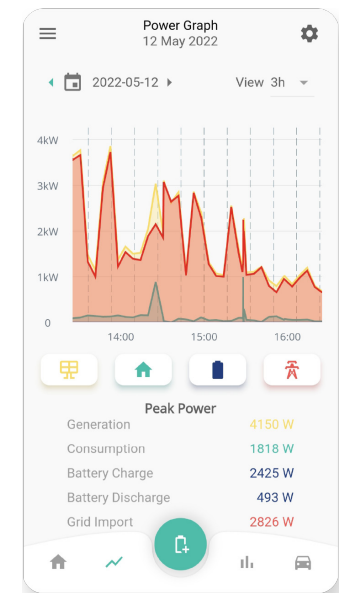 Power Graph
12 May 2022
2022-05-12
View 3h
4kW
3kW
2kW
1kW
0
14:00 15:00 16:00
Peak Power
Generation 4150 W
Consumption 1818 W
Battery Charge 2425 W
Battery Discharge 493 W
Grid Import 2826 W